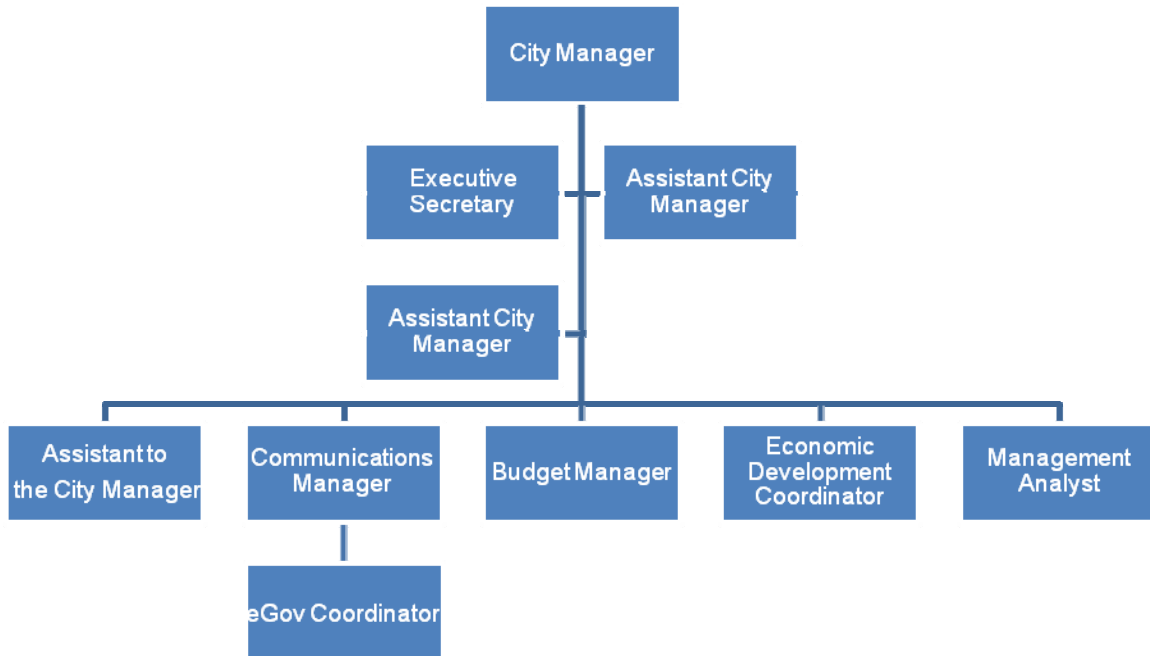 City Manager
Executive
Secretary
Assistant City
Manager
Assistant City
Manager
Assistant to
the City Manager
Communications
Manager
Budget Manager
Economic
Development
Coordinator
Management
Analyst
eGov Coordinator